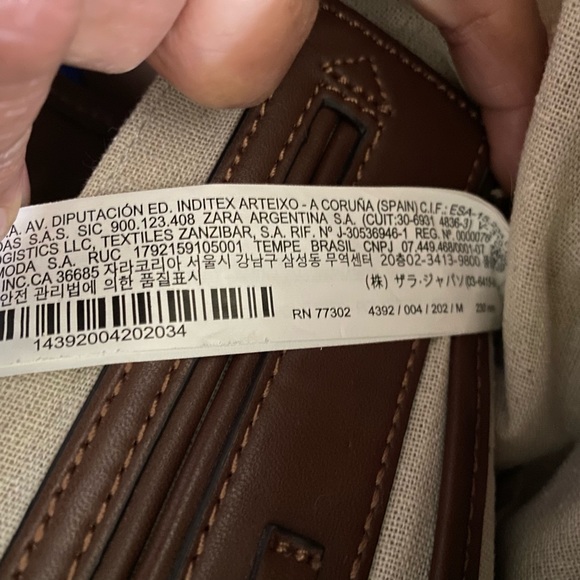 A. AV. DIPUTACIÓN ED. INDITEX ARTEIXO - A CORUÑA (SPAIN) C.I.F.:
DAS S.A.S. SIC 900.123.408 ZARA ARGENTINA S.A. (CUIT:30-6931 4836-3)
LOGISTICS LLC, TEXTILES ZANZIBAR, S.A. RIF. Nº J-30536946-1 REG. Nº
MODA, S.A. RUC 1792159105001 TEMPE BRASIL CNPJ 07.449.468/0001-07
INC.CA 36685 자라코리아 서울시 강남구 삼성동 무역센터 20층02-3413-9800
안전 관리법에 의한 품질표시 (株) ザラ・ジャパン
RN 77302 4392 / 004 / 202 / M
14392004202034